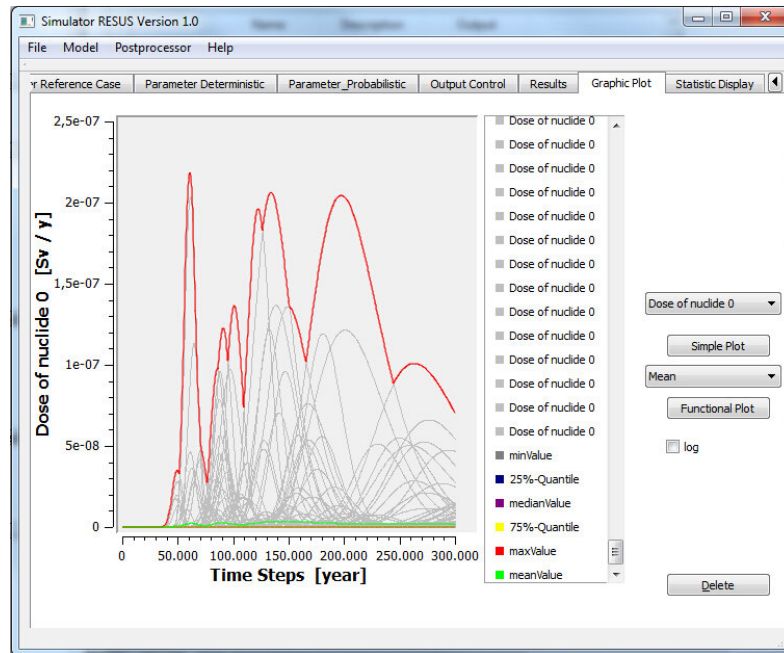 Simulator RESUS Version 1.0
Name Description Output
File Model Postprocessor Help
r Reference Case Parameter Deterministic Parameter_Probabilistic Output Control Results Graphic Plot Statistic Display
2,5e-07
2e-07
1,5e-07
1e-07
5e-08
0
Dose of nuclide 0 [Sv / y]
0 50.000 100.000 150.000 200.000 250.000 300.000
Time Steps [year]
Dose of nuclide 0
Dose of nuclide 0
Dose of nuclide 0
Dose of nuclide 0
Dose of nuclide 0
Dose of nuclide 0
Dose of nuclide 0
Dose of nuclide 0
Dose of nuclide 0
Dose of nuclide 0
Dose of nuclide 0
Dose of nuclide 0
Dose of nuclide 0
Dose of nuclide 0
minValue
25%-Quantile
medianValue
75%-Quantile
maxValue
meanValue
Dose of nuclide 0
Simple Plot
Mean
Functional Plot
log
Delete